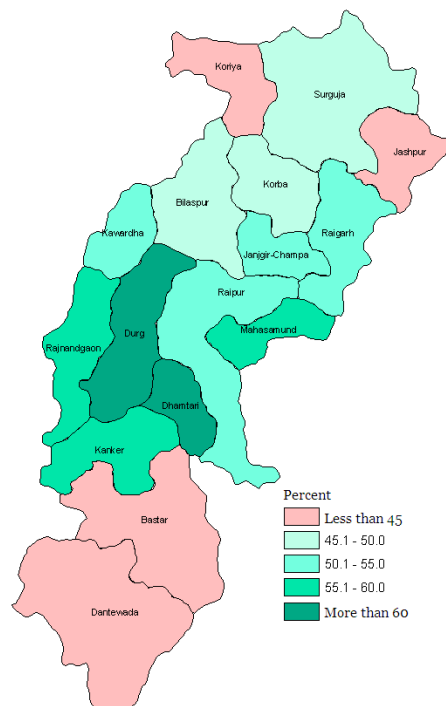 Koriya
Surguja
Jashpur
Korba
Bilaspur
Raigarh
Kawardha
Janjgir-Champa
Raipur
Mahasamund
Durg
Rajnandgaon
Dhamtari
Kanker
Bastar
Dantewada
Percent
Less than 45
45.1 - 50.0
50.1 - 55.0
55.1 - 60.0
More than 60